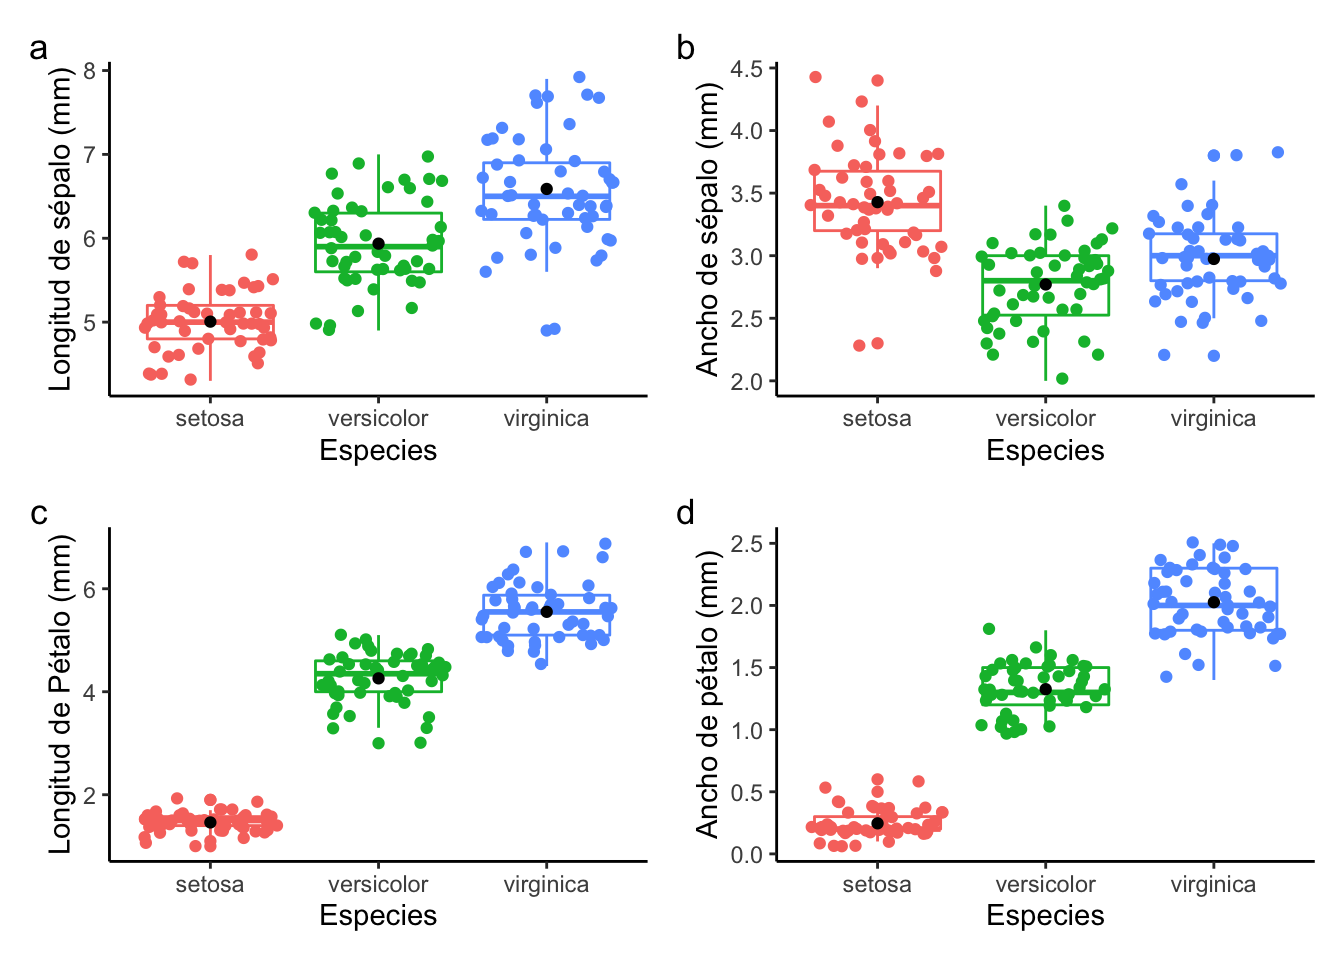 a
Longitud de sépalo (mm)
8
7
6
5
setosa versicolor virginica
Especies
b
Ancho de sépalo (mm)
4.5
4.0
3.5
3.0
2.5
2.0
setosa versicolor virginica
Especies
c
Longitud de Pétalo (mm)
6
4
2
setosa versicolor virginica
Especies
d
Ancho de pétalo (mm)
2.5
2.0
1.5
1.0
0.5
0.0
setosa versicolor virginica
Especies